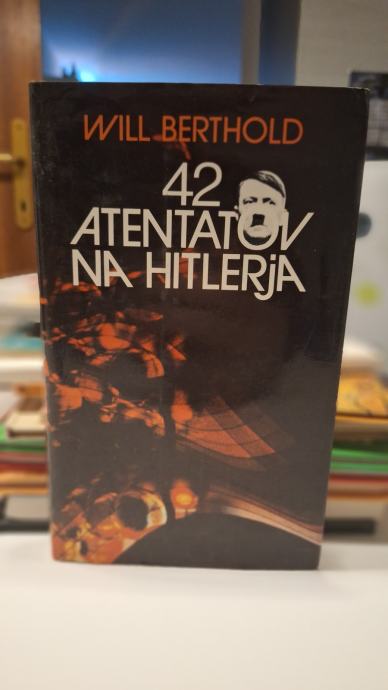 WILL BERTHOLD
42
ATENTATOV
NA HITLERjA